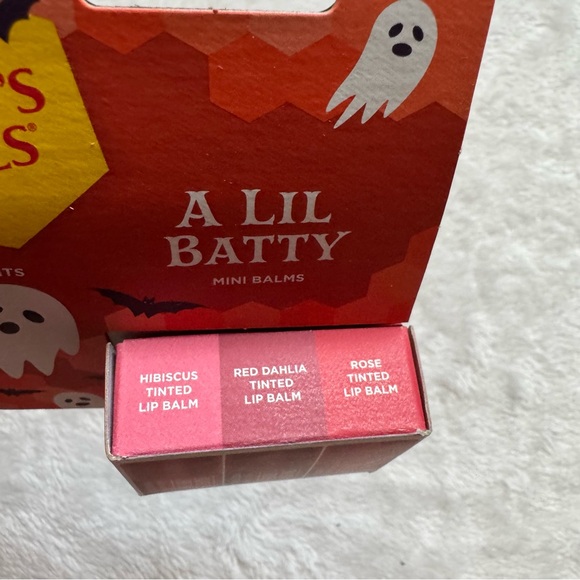 'S
S®
A LIL
BATTY
MINI BALMS
HIBISCUS
TINTED
LIP BALM
RED DAHLIA
TINTED
LIP BALM
ROSE
TINTED
LIP BALM